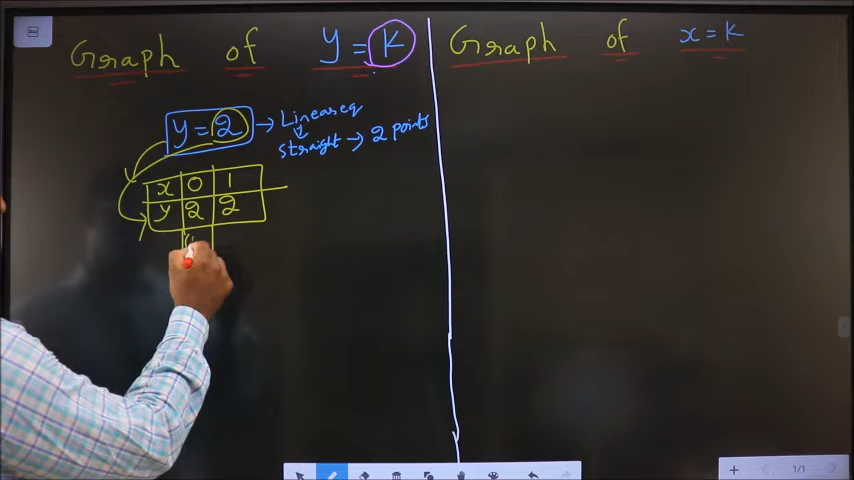 Graph of y = K
Graph of x = K
y = 2 → Linear eq
straight → 2 points
x 0 1
y 2 2
1/1